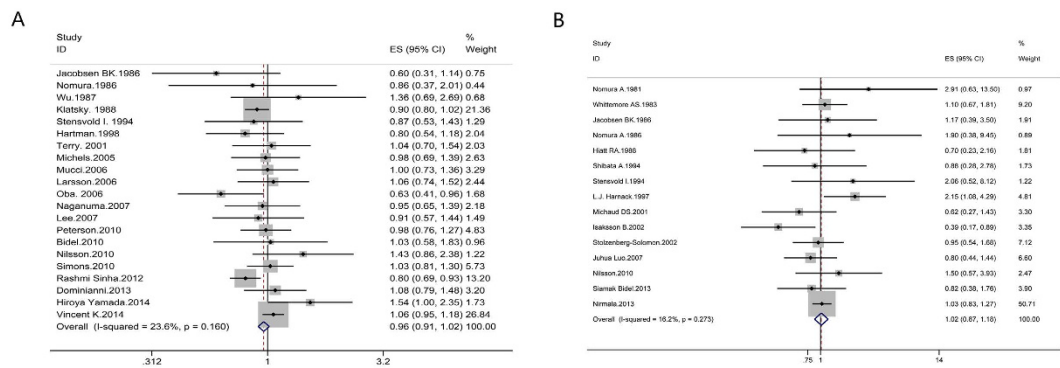 A
Study %
ID ES (95% CI) Weight
Jacobsen BK.1986 0.60 (0.31, 1.14) 0.75
Nomura.1986 0.86 (0.37, 2.01) 0.44
Wu.1987 1.36 (0.69, 2.69) 0.68
Klatsky. 1988 0.90 (0.80, 1.02) 21.36
Stensvold I. 1994 0.87 (0.53, 1.43) 1.29
Hartman.1998 0.80 (0.54, 1.18) 2.04
Terry. 2001 1.04 (0.70, 1.54) 2.03
Michels.2005 0.98 (0.69, 1.39) 2.63
Mucci.2006 1.00 (0.73, 1.36) 3.29
Larsson.2006 1.06 (0.74, 1.52) 2.44
Oba. 2006 0.63 (0.41, 0.96) 1.68
Naganuma.2007 0.95 (0.65, 1.39) 2.18
Lee.2007 0.91 (0.57, 1.44) 1.49
Peterson.2010 0.98 (0.76, 1.27) 4.83
Bidel.2010 1.03 (0.58, 1.83) 0.96
Nilsson.2010 1.43 (0.86, 2.38) 1.22
Simons.2010 1.03 (0.81, 1.30) 5.73
Rashmi Sinha.2012 0.80 (0.69, 0.93) 13.20
Dominianni.2013 1.08 (0.79, 1.48) 3.20
Hiroya Yamada.2014 1.54 (1.00, 2.35) 1.73
Vincent K.2014 1.06 (0.95, 1.18) 26.84
Overall (I-squared = 23.6%, p = 0.160) 0.96 (0.91, 1.02) 100.00
.312 1 3.2
B
Study %
ID ES (95% CI) Weight
Nomura A.1981 2.91 (0.63, 13.50) 0.97
Whittemore AS.1983 1.10 (0.67, 1.81) 9.20
Jacobsen BK.1986 1.17 (0.39, 3.50) 1.91
Nomura A.1986 1.90 (0.38, 9.45) 0.89
Hiatt RA.1988 0.70 (0.23, 2.16) 1.81
Shibata A.1994 0.88 (0.28, 2.78) 1.73
Stensvold I.1994 2.06 (0.52, 8.12) 1.22
L.J. Harnack.1997 2.15 (1.08, 4.29) 4.81
Michaud DS.2001 0.62 (0.27, 1.43) 3.30
Isaksson B.2002 0.39 (0.17, 0.89) 3.35
Stolzenberg-Solomon.2002 0.95 (0.54, 1.68) 7.12
Juhua Luo.2007 0.80 (0.44, 1.44) 6.60
Nilsson.2010 1.50 (0.57, 3.93) 2.47
Siamak Bidel.2013 0.82 (0.38, 1.76) 3.90
Nirmala.2013 1.03 (0.83, 1.27) 50.71
Overall (I-squared = 16.2%, p = 0.273) 1.02 (0.87, 1.18) 100.00
.75 1 14